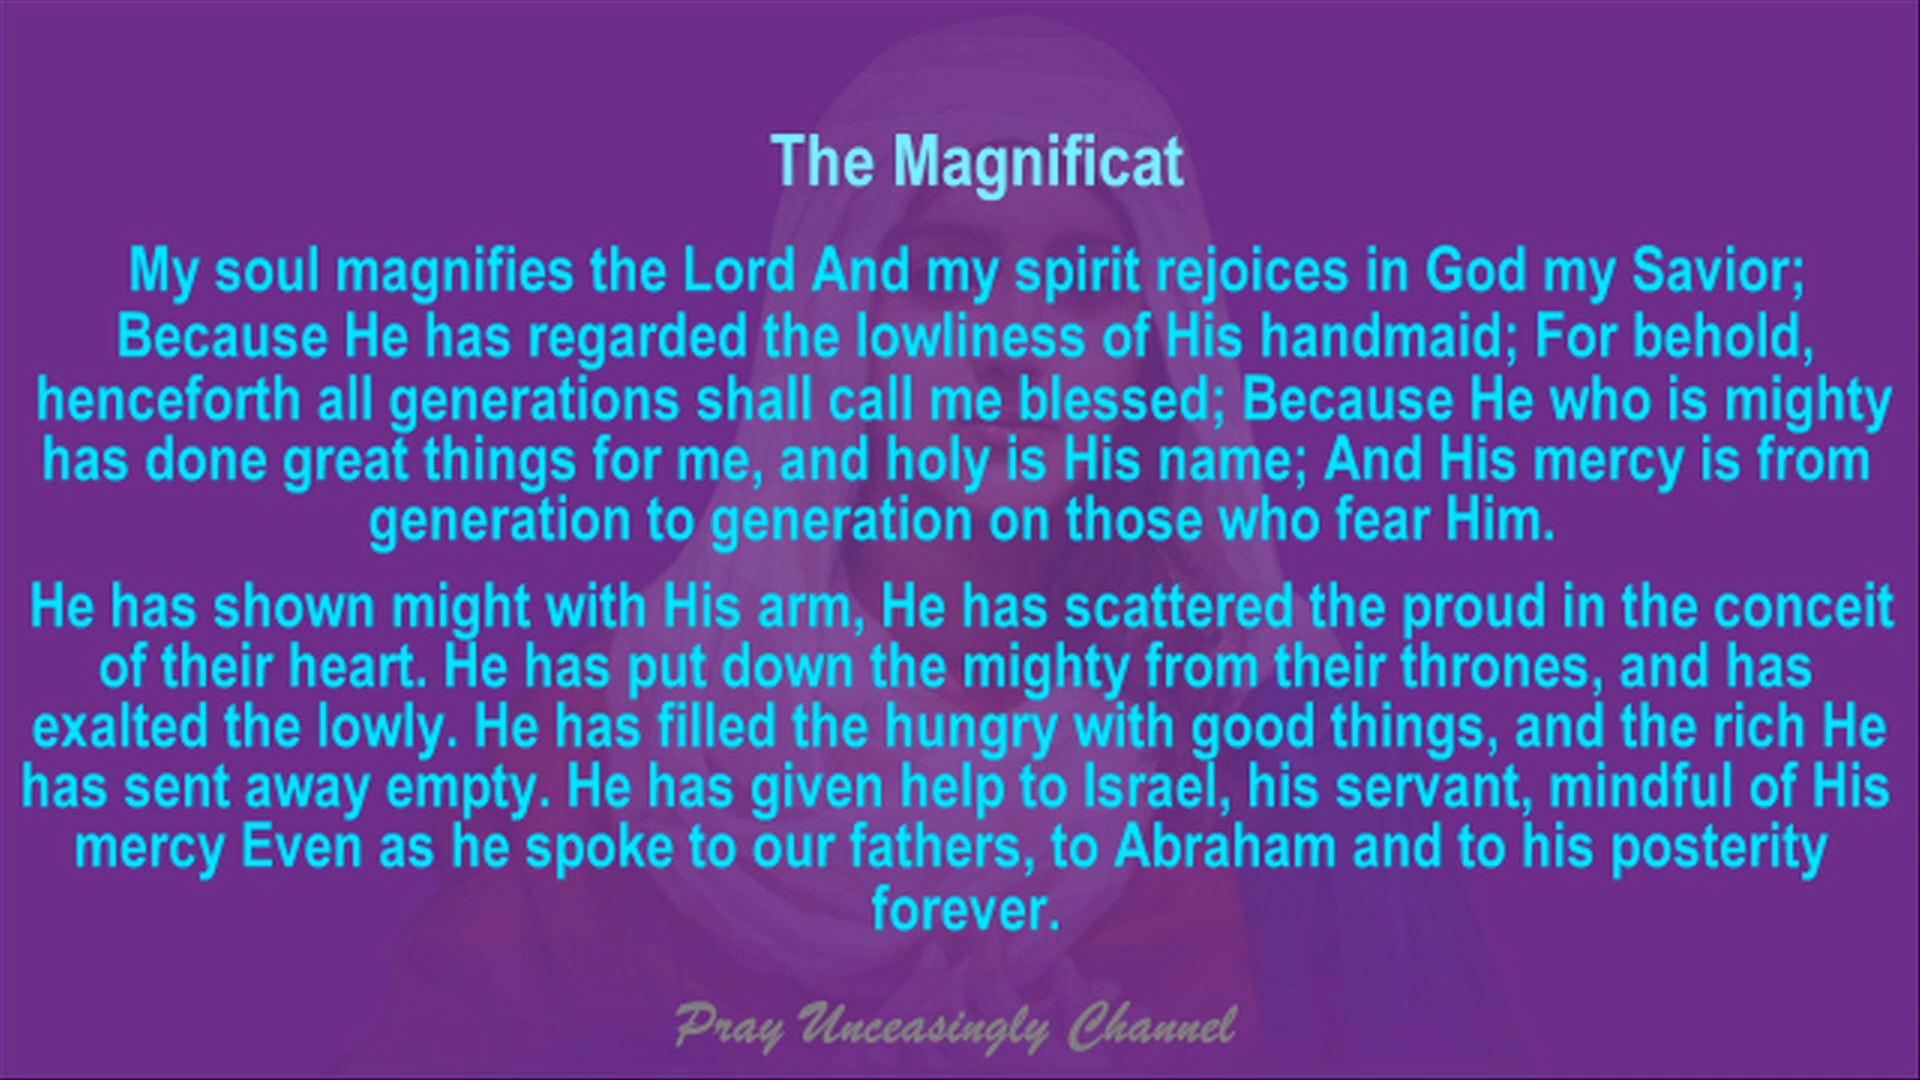 The Magnificat
My soul magnifies the Lord And my spirit rejoices in God my Savior;
Because He has regarded the lowliness of His handmaid; For behold,
henceforth all generations shall call me blessed; Because He who is mighty
has done great things for me, and holy is His name; And His mercy is from
generation to generation on those who fear Him.
He has shown might with His arm, He has scattered the proud in the conceit
of their heart. He has put down the mighty from their thrones, and has
exalted the lowly. He has filled the hungry with good things, and the rich He
has sent away empty. He has given help to Israel, his servant, mindful of His
mercy Even as he spoke to our fathers, to Abraham and to his posterity
forever.
Pray Unceasingly Channel